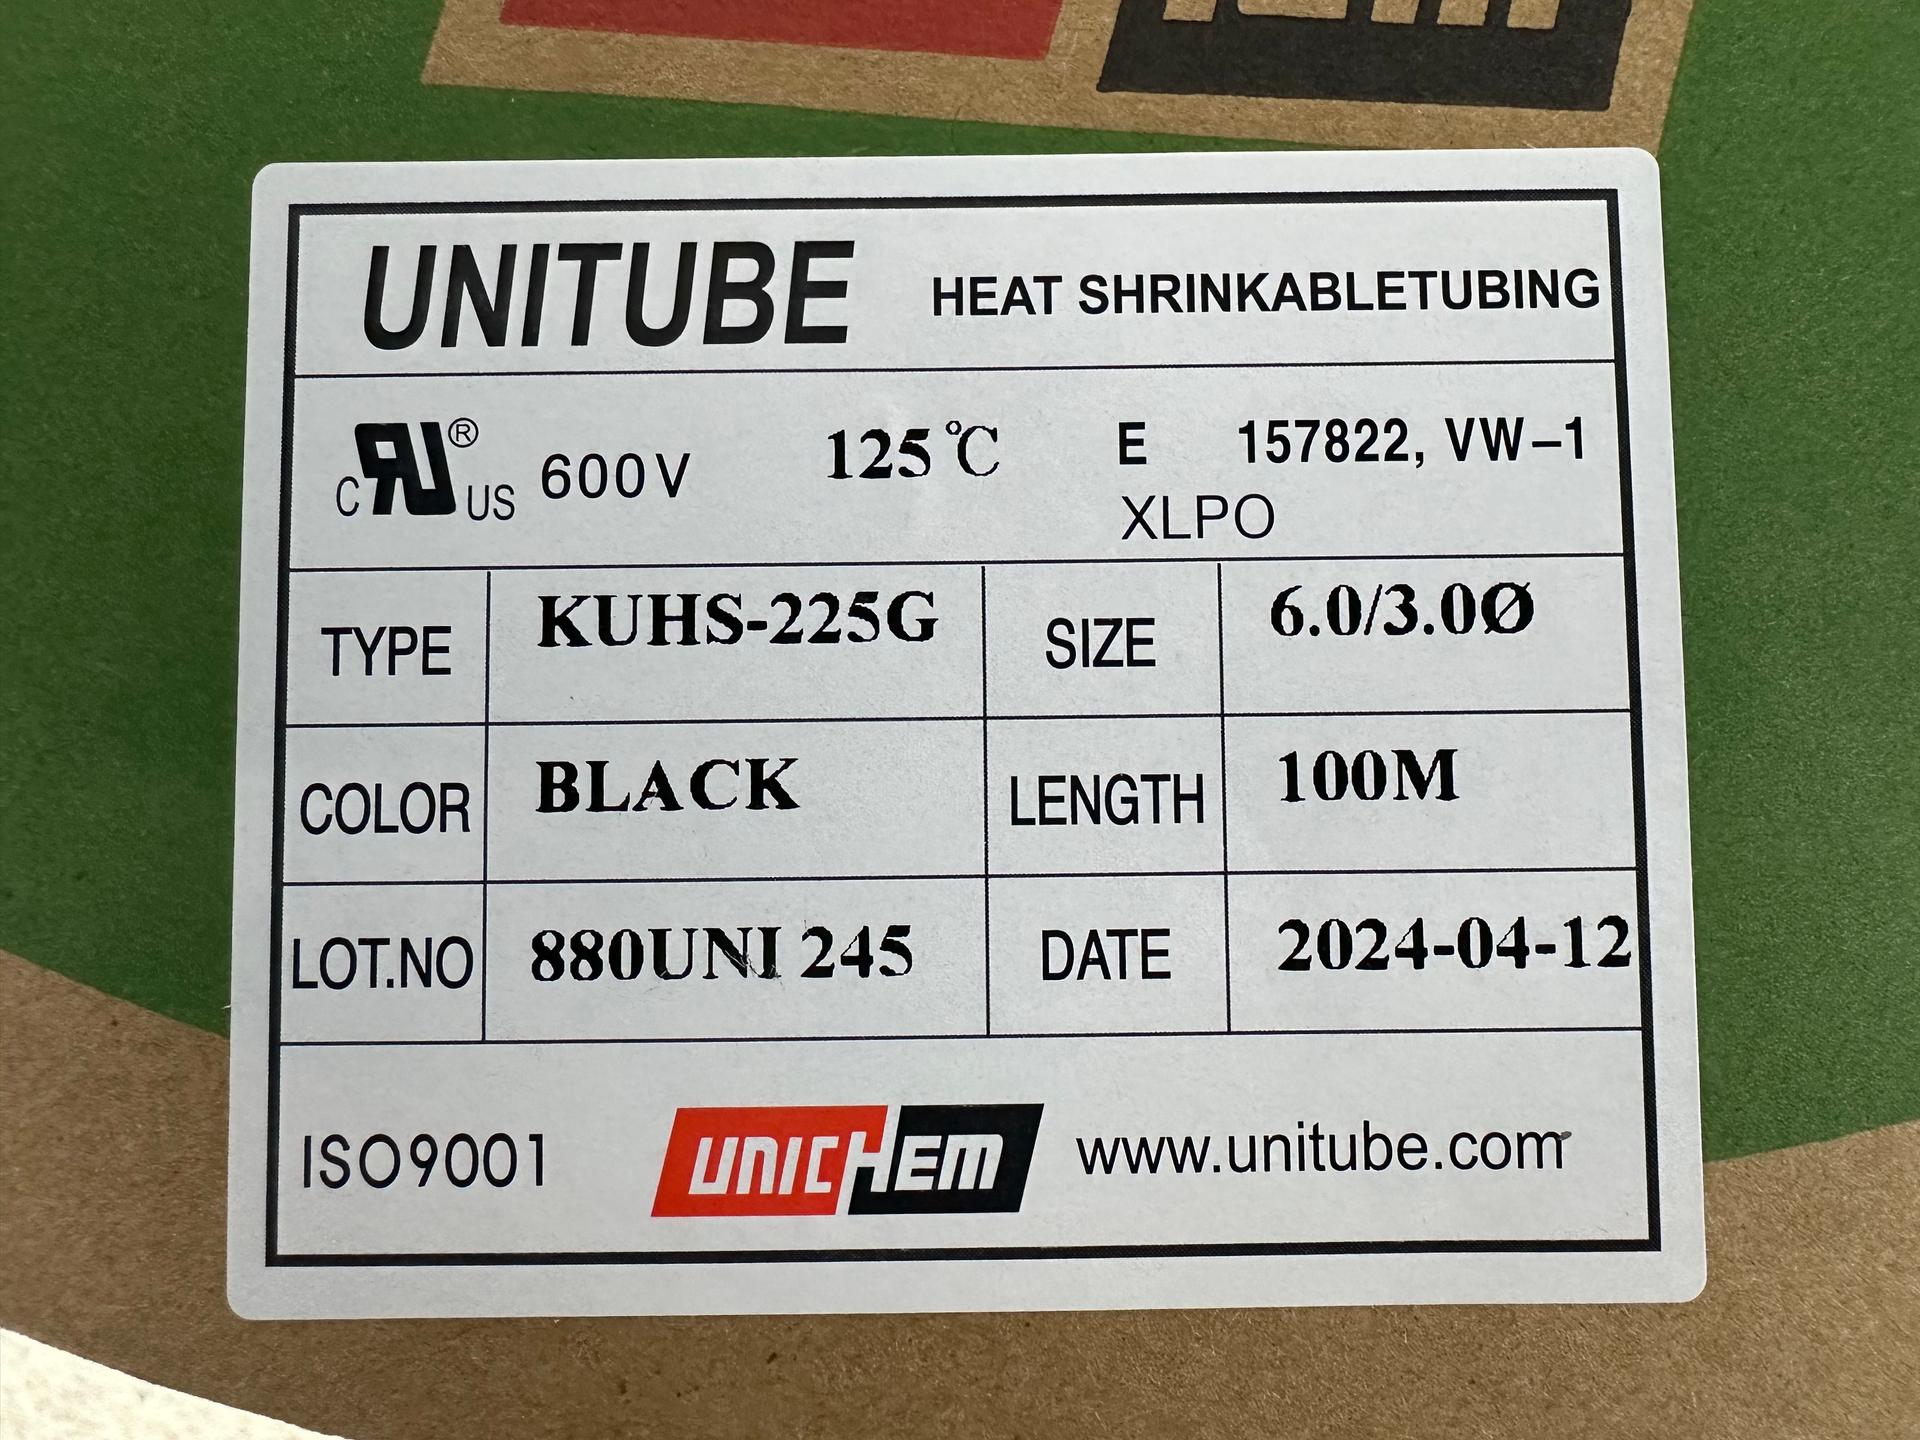 UNITUBE HEAT SHRINKABLETUBING
C RU ® US 600V 125℃ E 157822, VW-1
XLPO
TYPE KUHS-225G SIZE 6.0/3.0Ø
COLOR BLACK LENGTH 100M
LOT.NO 880UNI 245 DATE 2024-04-12
ISO9001 UNICHEM www.unitube.com